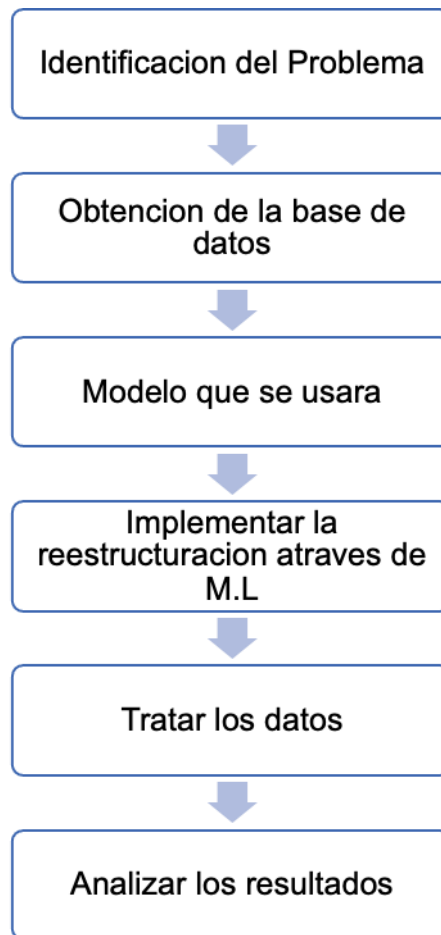 Identificacion del Problema
Obtencion de la base de
datos
Modelo que se usara
Implementar la
reestructuracion atraves de
M.L
Tratar los datos
Analizar los resultados